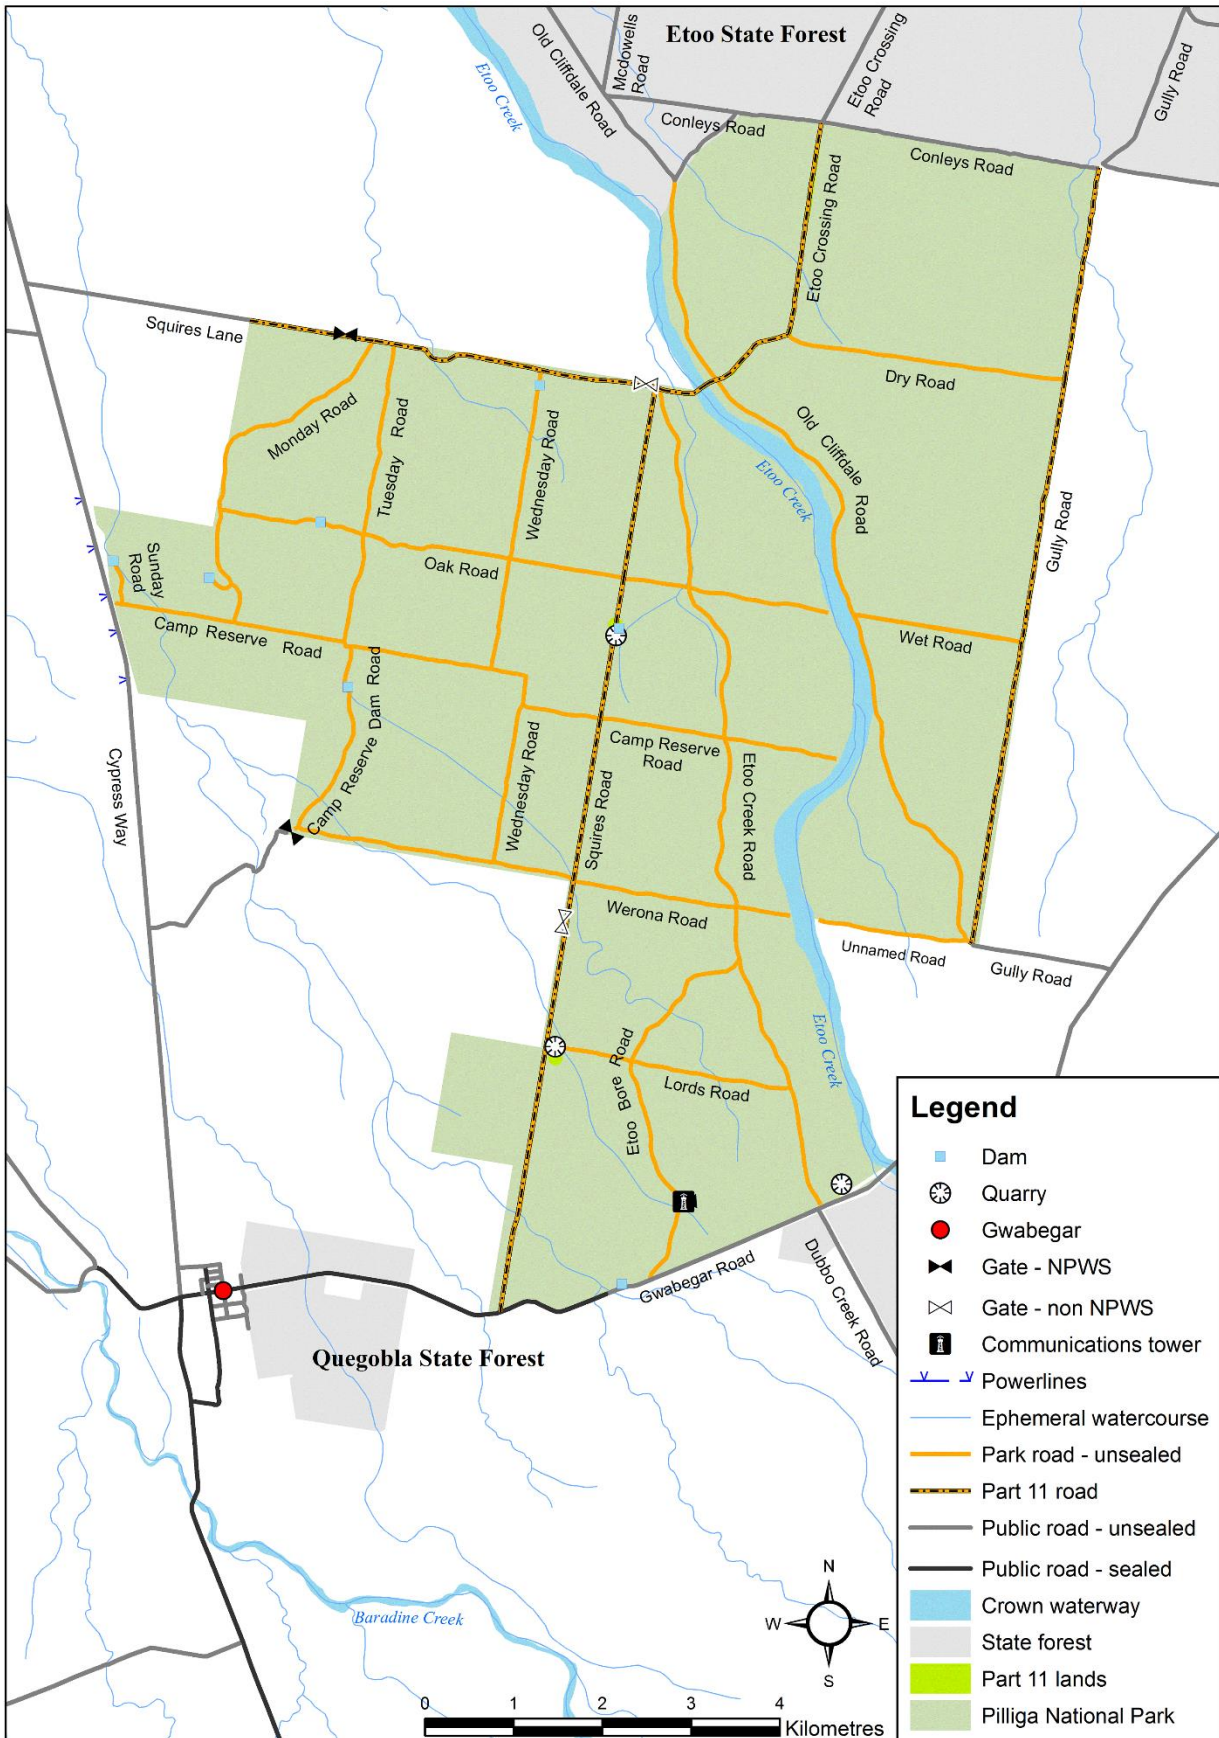 Etoo State Forest
Old Cliffdale Road
Mcdowells
Road
Etoo Crossing
Road
Gully Road
Etoo Creek
Conleys Road
Conleys Road
Etoo Crossing Road
Squires Lane
Dry Road
Monday Road
Tuesday Road
Wednesday Road
Old Cliffdale Road
Etoo Creek
Gully Road
Sunday
Road
Oak Road
Camp Reserve Road
Wet Road
Camp Reserve Dam Road
Cypress Way
Wednesday Road
Squires Road
Camp Reserve
Road
Etoo Creek Road
Werona Road
Unnamed Road
Gully Road
Etoo Creek
Etoo Bore Road
Lords Road
Gwabegar Road
Dubbo Creek Road
Quegobla State Forest
Baradine Creek
Legend
Dam
Quarry
Gwabegar
Gate - NPWS
Gate - non NPWS
Communications tower
V V Powerlines
Ephemeral watercourse
Park road - unsealed
Part 11 road
Public road - unsealed
Public road - sealed
Crown waterway
State forest
Part 11 lands
Pilliga National Park
N
W E
S
0 1 2 3 4
Kilometres